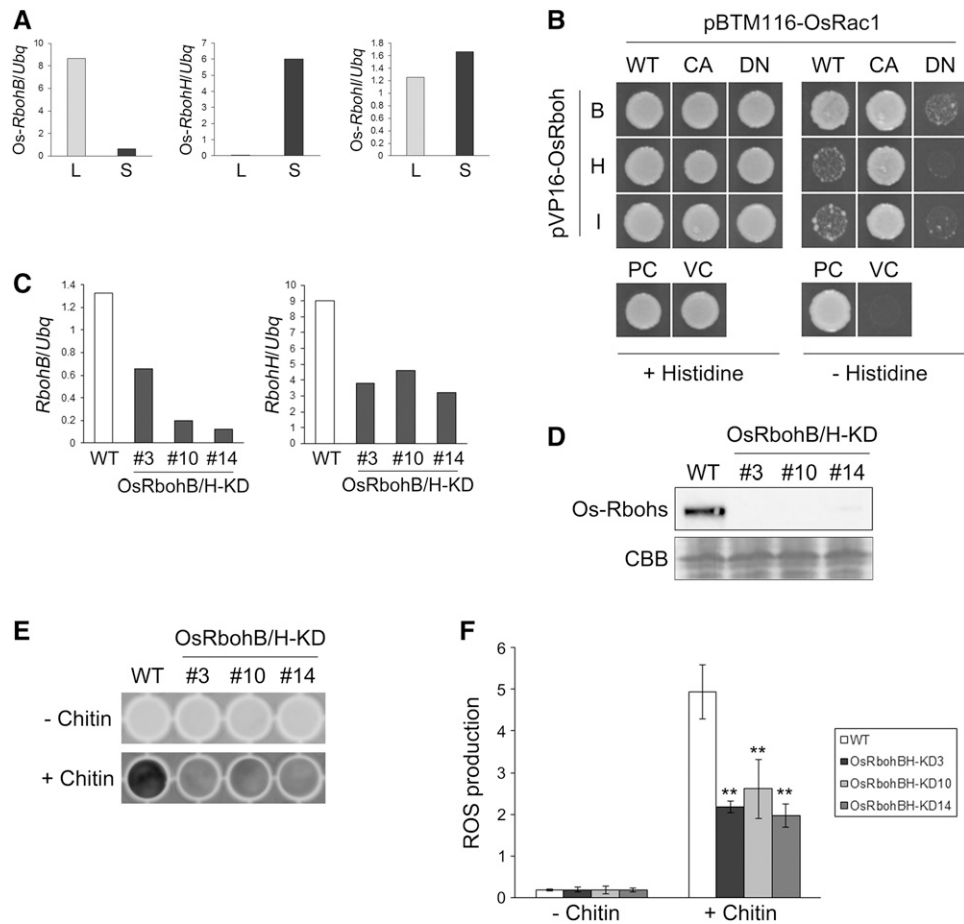 A
Os-RbohB/Ubq
10
8
6
4
2
0
L S
Os-RbohH/Ubq
6
5
4
3
2
1
0
L S
Os-RbohI/Ubq
1.8
1.6
1.4
1.2
1
0.8
0.6
0.4
0.2
0
L S
B
pBTM116-OsRac1
WT CA DN WT CA DN
pVP16-OsRboh
B
H
I
PC VC PC VC
+ Histidine - Histidine
C
RbohB/Ubq
1.4
1.2
1
0.8
0.6
0.4
0.2
0
WT #3 #10 #14
OsRbohB/H-KD
RbohH/Ubq
10
9
8
7
6
5
4
3
2
1
0
WT #3 #10 #14
OsRbohB/H-KD
D
OsRbohB/H-KD
WT #3 #10 #14
Os-Rbohs
CBB
E
OsRbohB/H-KD
WT #3 #10 #14
- Chitin
+ Chitin
F
ROS production
6
5
4
3
2
1
0
** ** **
- Chitin + Chitin
WT
OsRbohBH-KD3
OsRbohBH-KD10
OsRbohBH-KD14